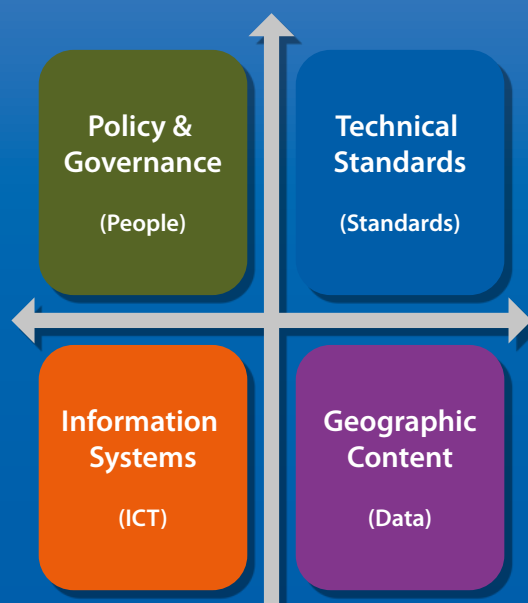 Policy &
Governance
(People)
Technical
Standards
(Standards)
Information
Systems
(ICT)
Geographic
Content
(Data)